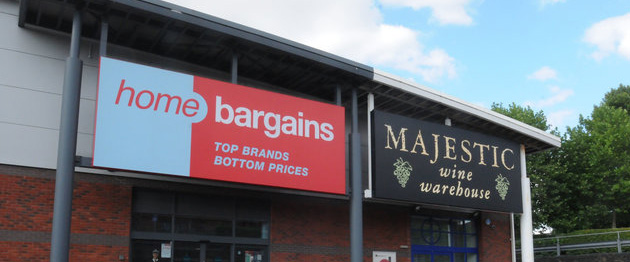 home bargains
TOP BRANDS
BOTTOM PRICES
MAJESTIC
wine
warehouse